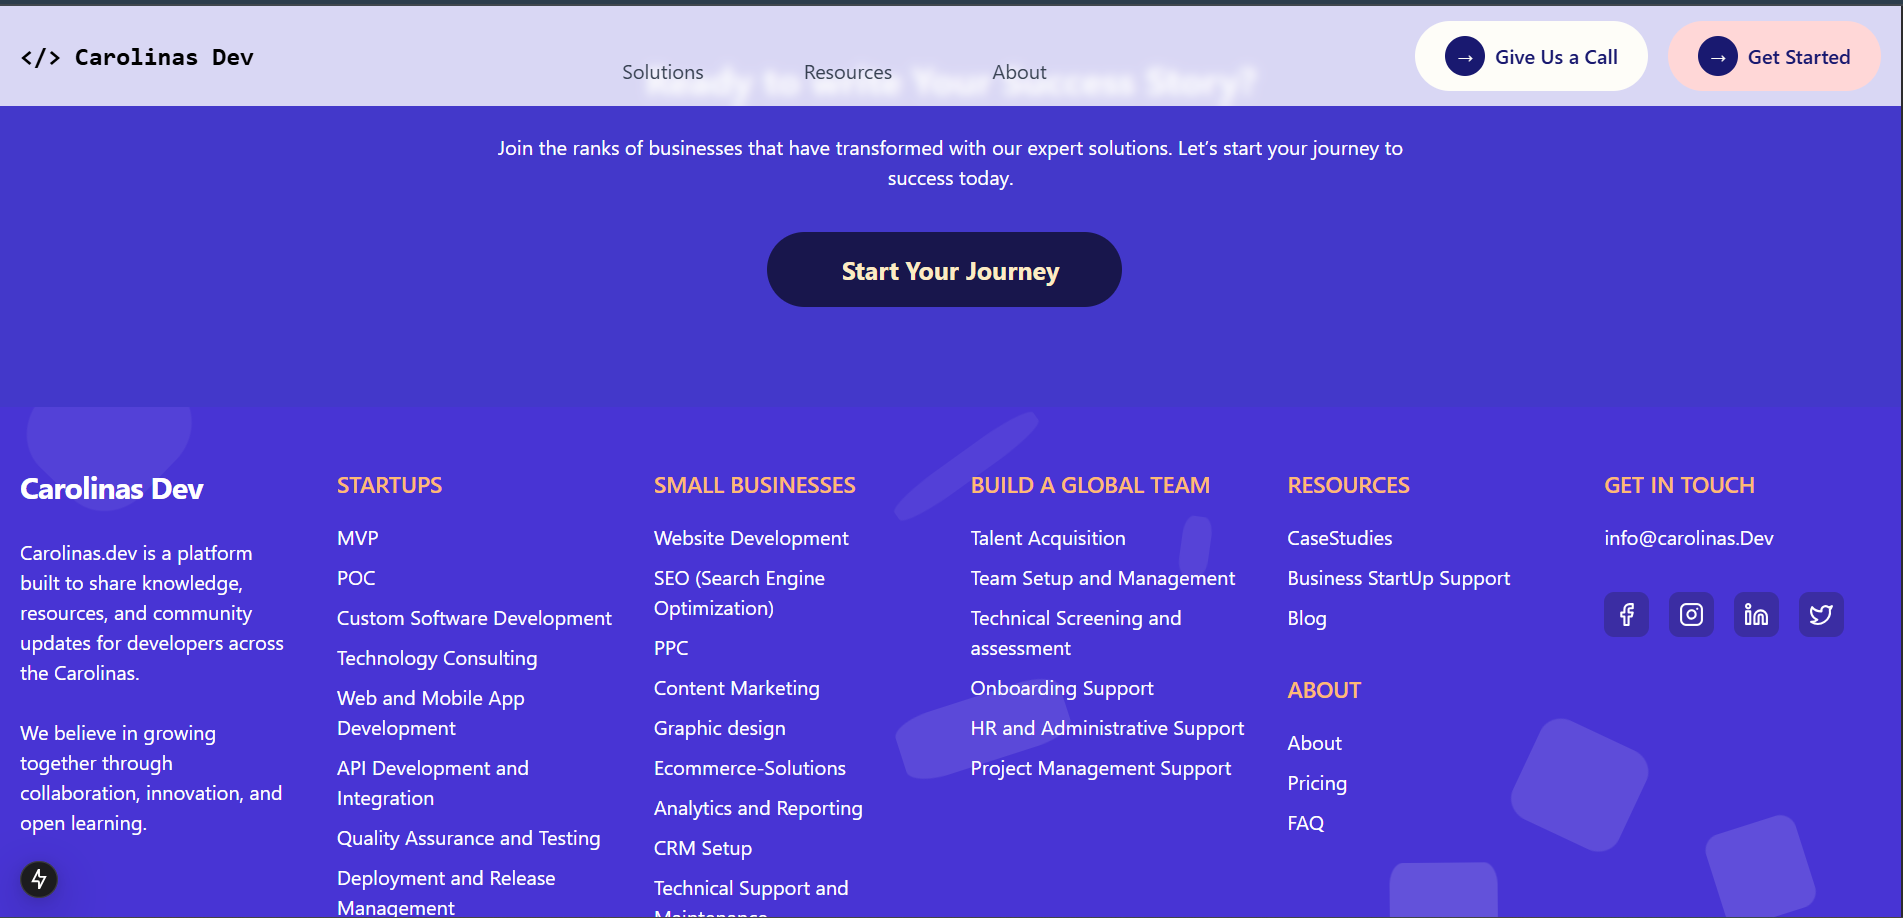 </> Carolinas Dev
Solutions
Resources
About
→ Give Us a Call
→ Get Started
Ready to Write Your Success Story?
Join the ranks of businesses that have transformed with our expert solutions. Let's start your journey to
success today.
Start Your Journey
Carolinas Dev
Carolinas.dev is a platform
built to share knowledge,
resources, and community
updates for developers across
the Carolinas.
We believe in growing
together through
collaboration, innovation, and
open learning.
STARTUPS
MVP
POC
Custom Software Development
Technology Consulting
Web and Mobile App
Development
API Development and
Integration
Quality Assurance and Testing
Deployment and Release
Management
SMALL BUSINESSES
Website Development
SEO (Search Engine
Optimization)
PPC
Content Marketing
Graphic design
Ecommerce-Solutions
Analytics and Reporting
CRM Setup
Technical Support and
Maintenance
BUILD A GLOBAL TEAM
Talent Acquisition
Team Setup and Management
Technical Screening and
assessment
Onboarding Support
HR and Administrative Support
Project Management Support
RESOURCES
CaseStudies
Business StartUp Support
Blog
ABOUT
About
Pricing
FAQ
GET IN TOUCH
info@carolinas.Dev